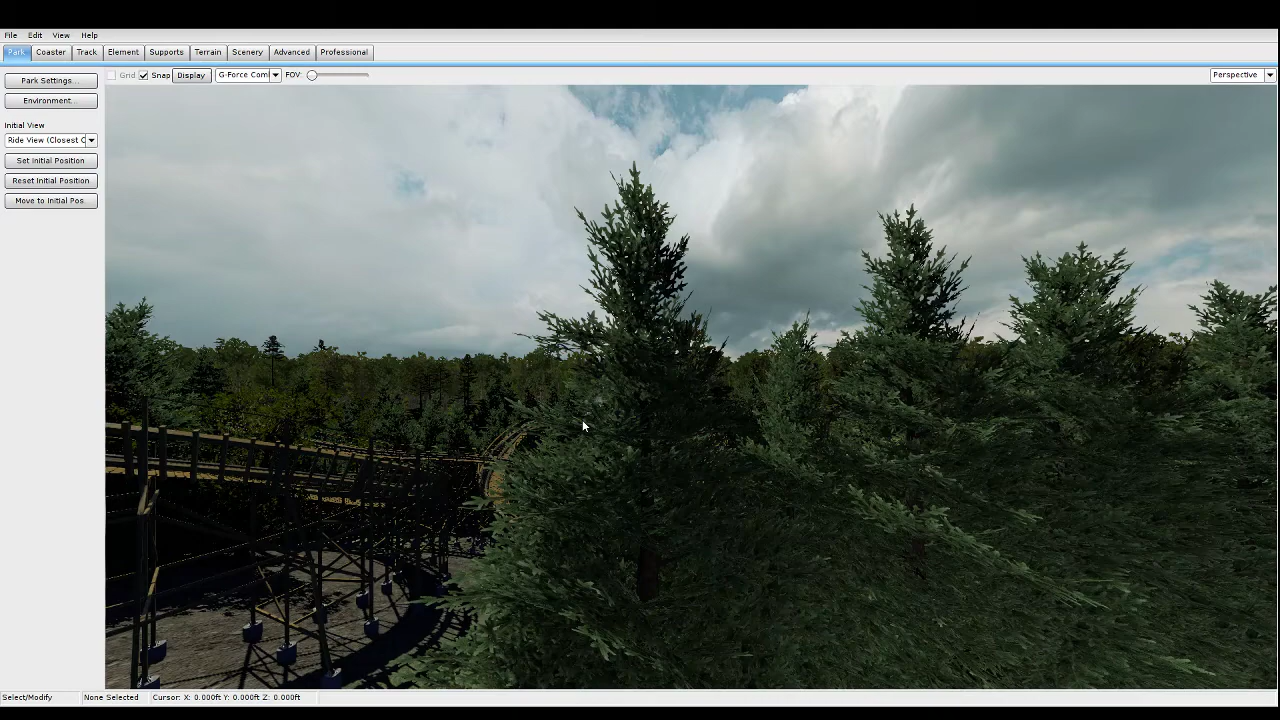 File Edit View Help
Park Coaster Track Element Supports Terrain Scenery Advanced Professional
Park Settings... Grid Snap Display G-Force Com FOV: Perspective
Environment...
Initial View
Ride View (Closest C
Set Initial Position
Reset Initial Position
Move to Initial Pos.
Select/Modify None Selected Cursor: X: 0.000ft Y: 0.000ft Z: 0.000ft